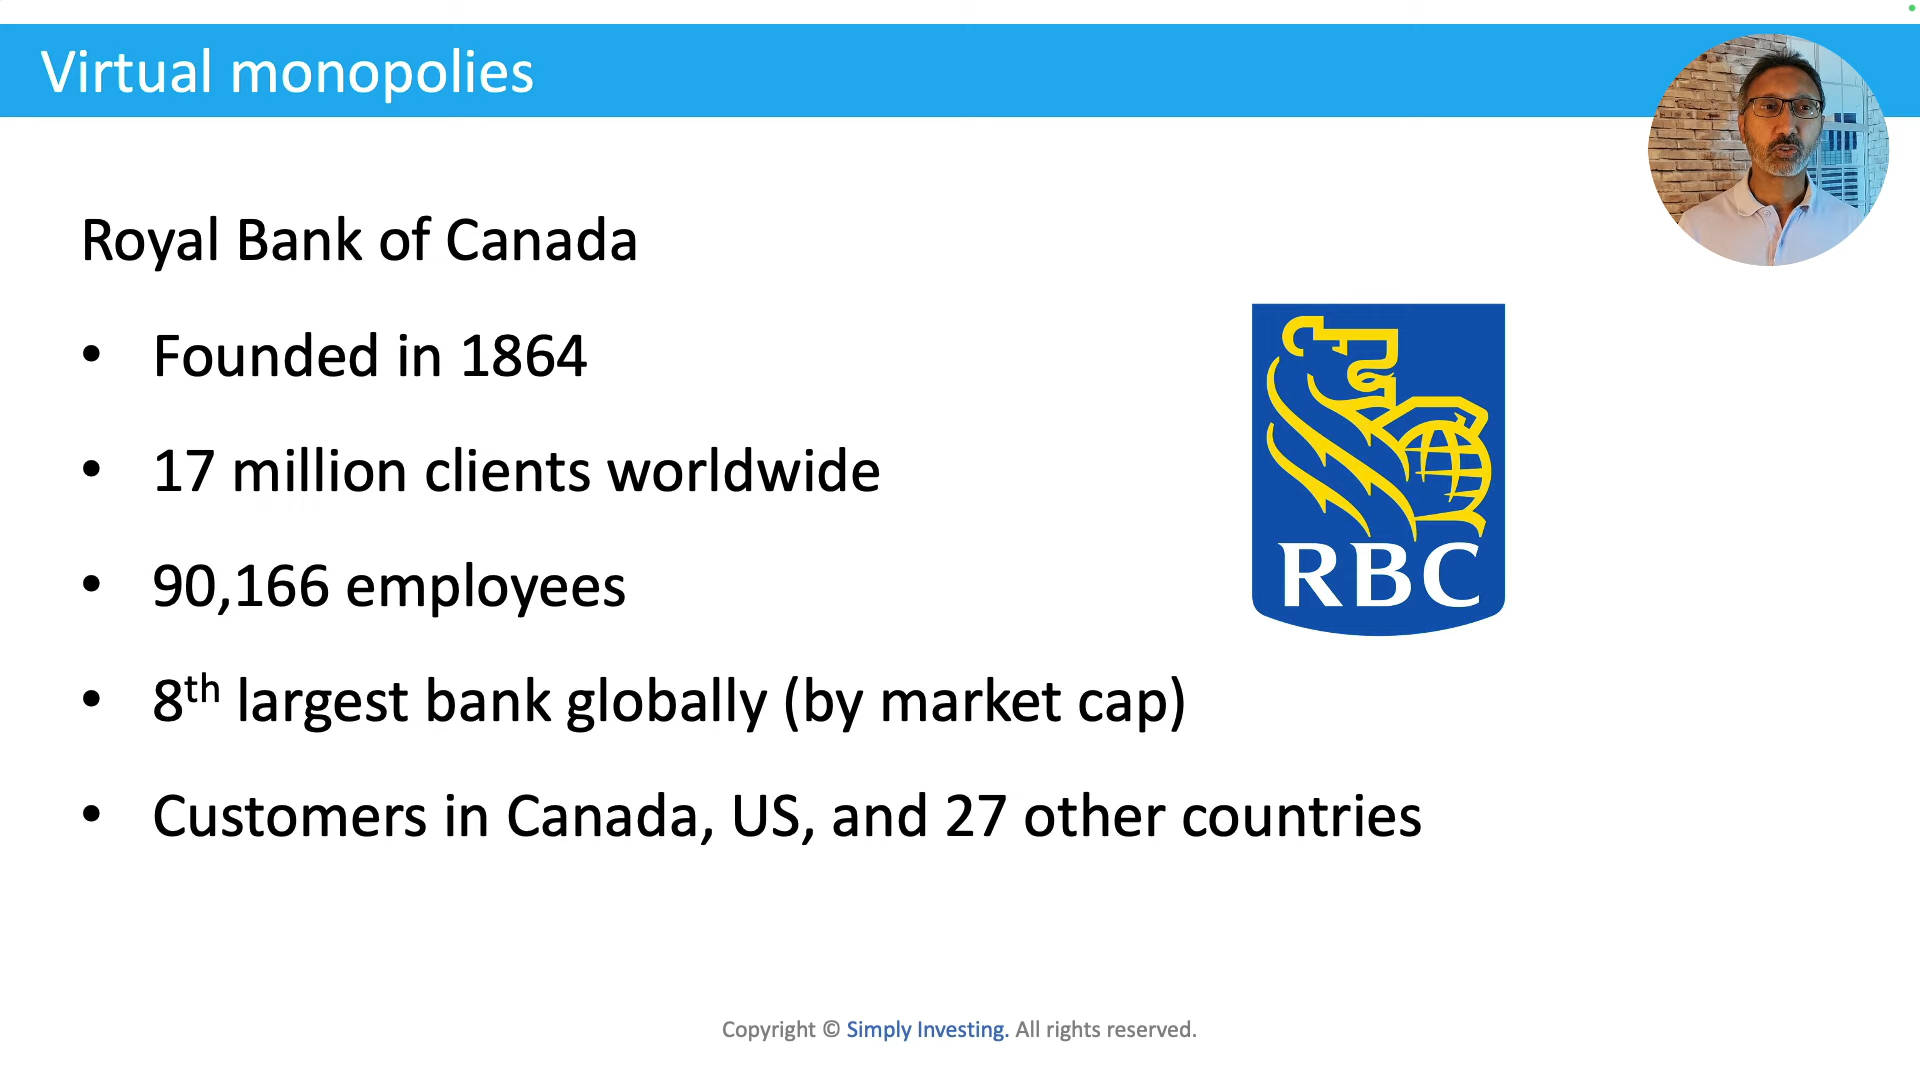 Virtual monopolies
Royal Bank of Canada
• Founded in 1864
• 17 million clients worldwide
• 90,166 employees
• 8th largest bank globally (by market cap)
• Customers in Canada, US, and 27 other countries
RBC
Copyright © Simply Investing. All rights reserved.